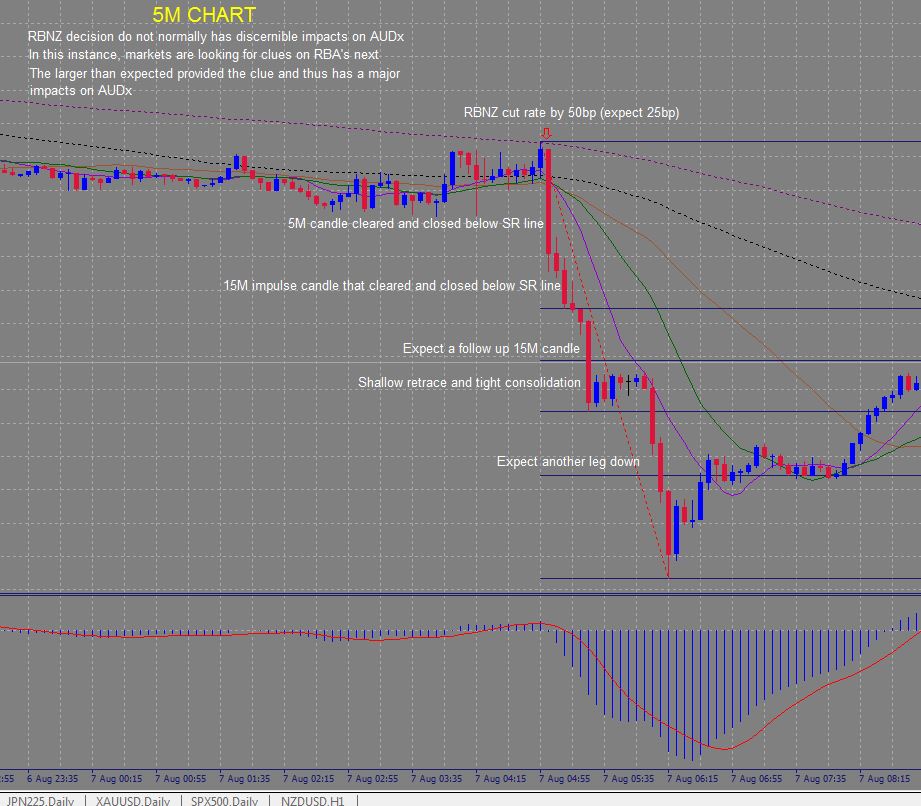 5M CHART
RBNZ decision do not normally has discernible impacts on AUDx
In this instance, markets are looking for clues on RBA's next
The larger than expected provided the clue and thus has a major
impacts on AUDx
RBNZ cut rate by 50bp (expect 25bp)
5M candle cleared and closed below SR line
15M impulse candle that cleared and closed below SR line
Expect a follow up 15M candle
Shallow retrace and tight consolidation
Expect another leg down
:55 6 Aug 23:35 7 Aug 00:15 7 Aug 00:55 7 Aug 01:35 7 Aug 02:15 7 Aug 02:55 7 Aug 03:35 7 Aug 04:15 7 Aug 04:55 7 Aug 05:35 7 Aug 06:15 7 Aug 06:55 7 Aug 07:35 7 Aug 08:15
JPN225.Daily XAUUSD.Daily SPX500.Daily NZDUSD.H1